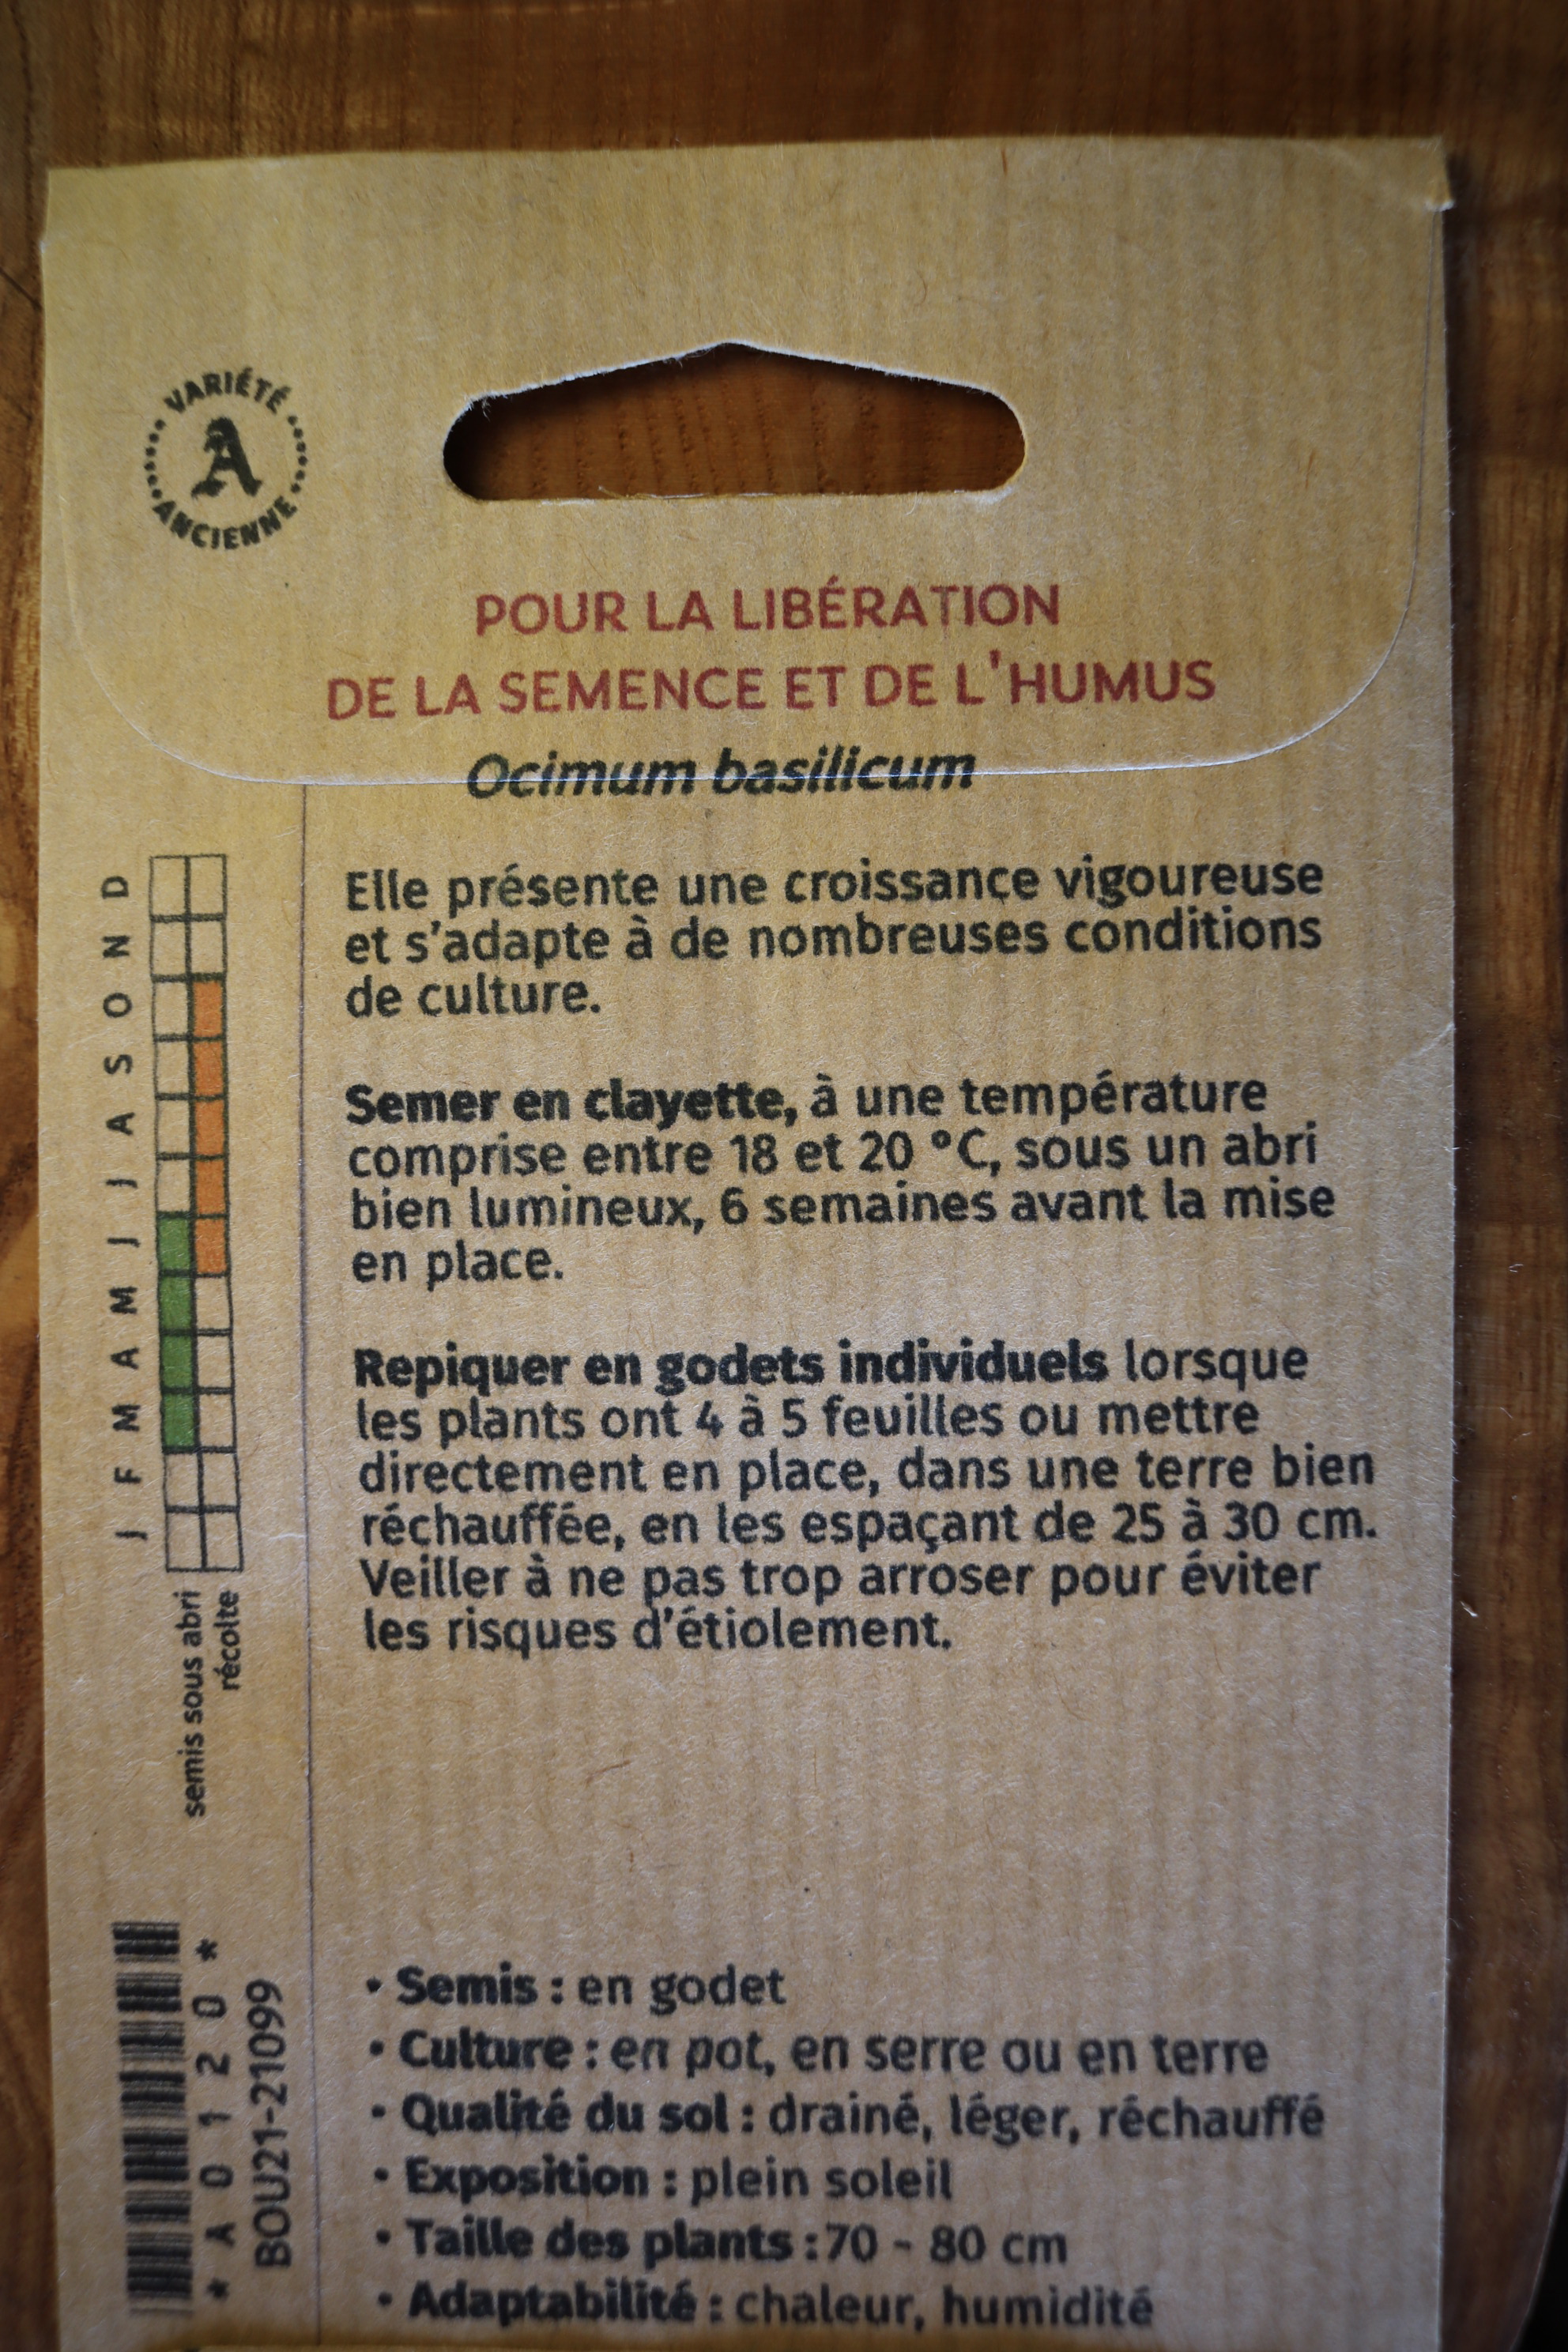 VARIÉTÉ
A
ANCIENNE
POUR LA LIBÉRATION
DE LA SEMENCE ET DE L'HUMUS
Ocimum basilicum
Elle présente une croissance vigoureuse
et s'adapte à de nombreuses conditions
de culture.
Semer en clayette, à une température
comprise entre 18 et 20 °C, sous un abri
bien lumineux, 6 semaines avant la mise
en place.
Repiquer en godets individuels lorsque
les plants ont 4 à 5 feuilles ou mettre
directement en place, dans une terre bien
réchauffée, en les espaçant de 25 à 30 cm.
Veiller à ne pas trop arroser pour éviter
les risques d'étiolement.
• Semis : en godet
• Culture : en pot, en serre ou en terre
• Qualité du sol : drainé, léger, réchauffé
• Exposition : plein soleil
• Taille des plants :70 - 80 cm
• Adaptabilité : chaleur, humidité
J F M A M J J A S O N D
semis sous abri
récolte
* A 0 1 2 0 *
BOU21-21099